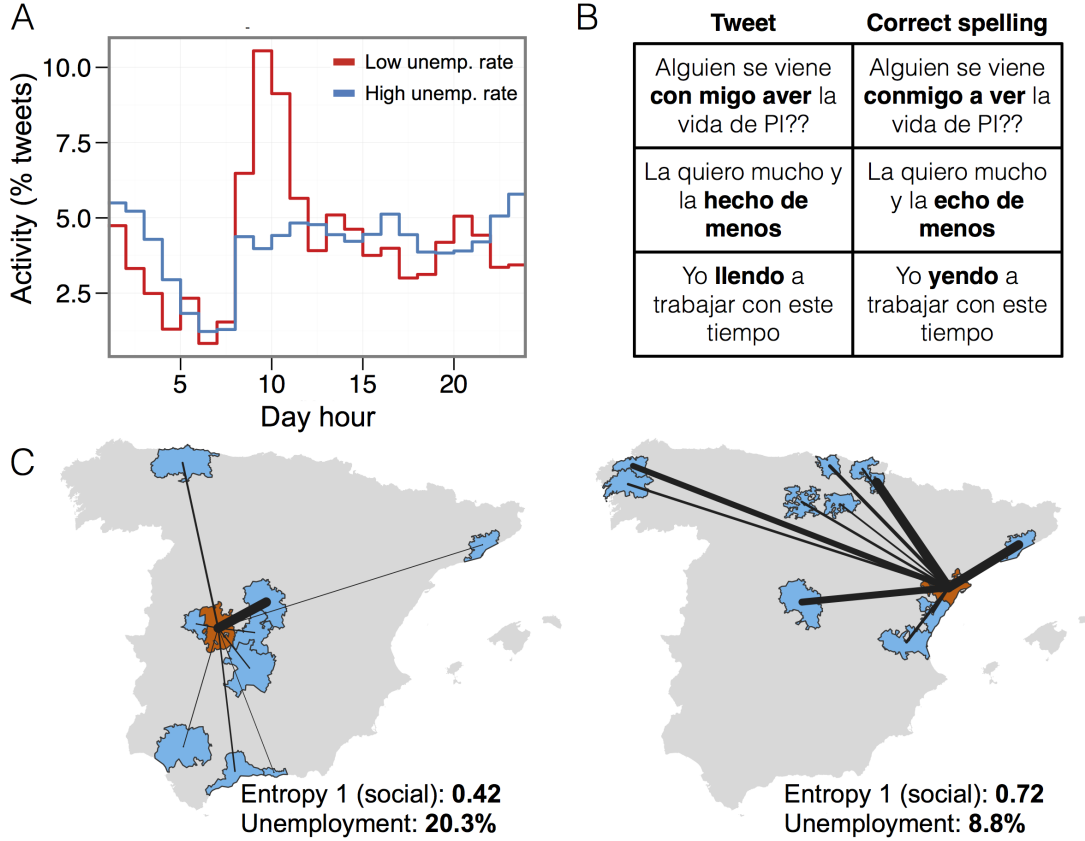 A
Activity (% tweets)
10.0
7.5
5.0
2.5
Low unemp. rate
High unemp. rate
5
10
15
20
Day hour
B
Tweet
Correct spelling
Alguien se viene
con migo aver la
vida de PI??
Alguien se viene
conmigo a ver la
vida de PI??
La quiero mucho y
la hecho de
menos
La quiero mucho
y la echo de
menos
Yo llendo a
trabajar con este
tiempo
Yo yendo a
trabajar con este
tiempo
C
Entropy 1 (social): 0.42
Unemployment: 20.3%
Entropy 1 (social): 0.72
Unemployment: 8.8%